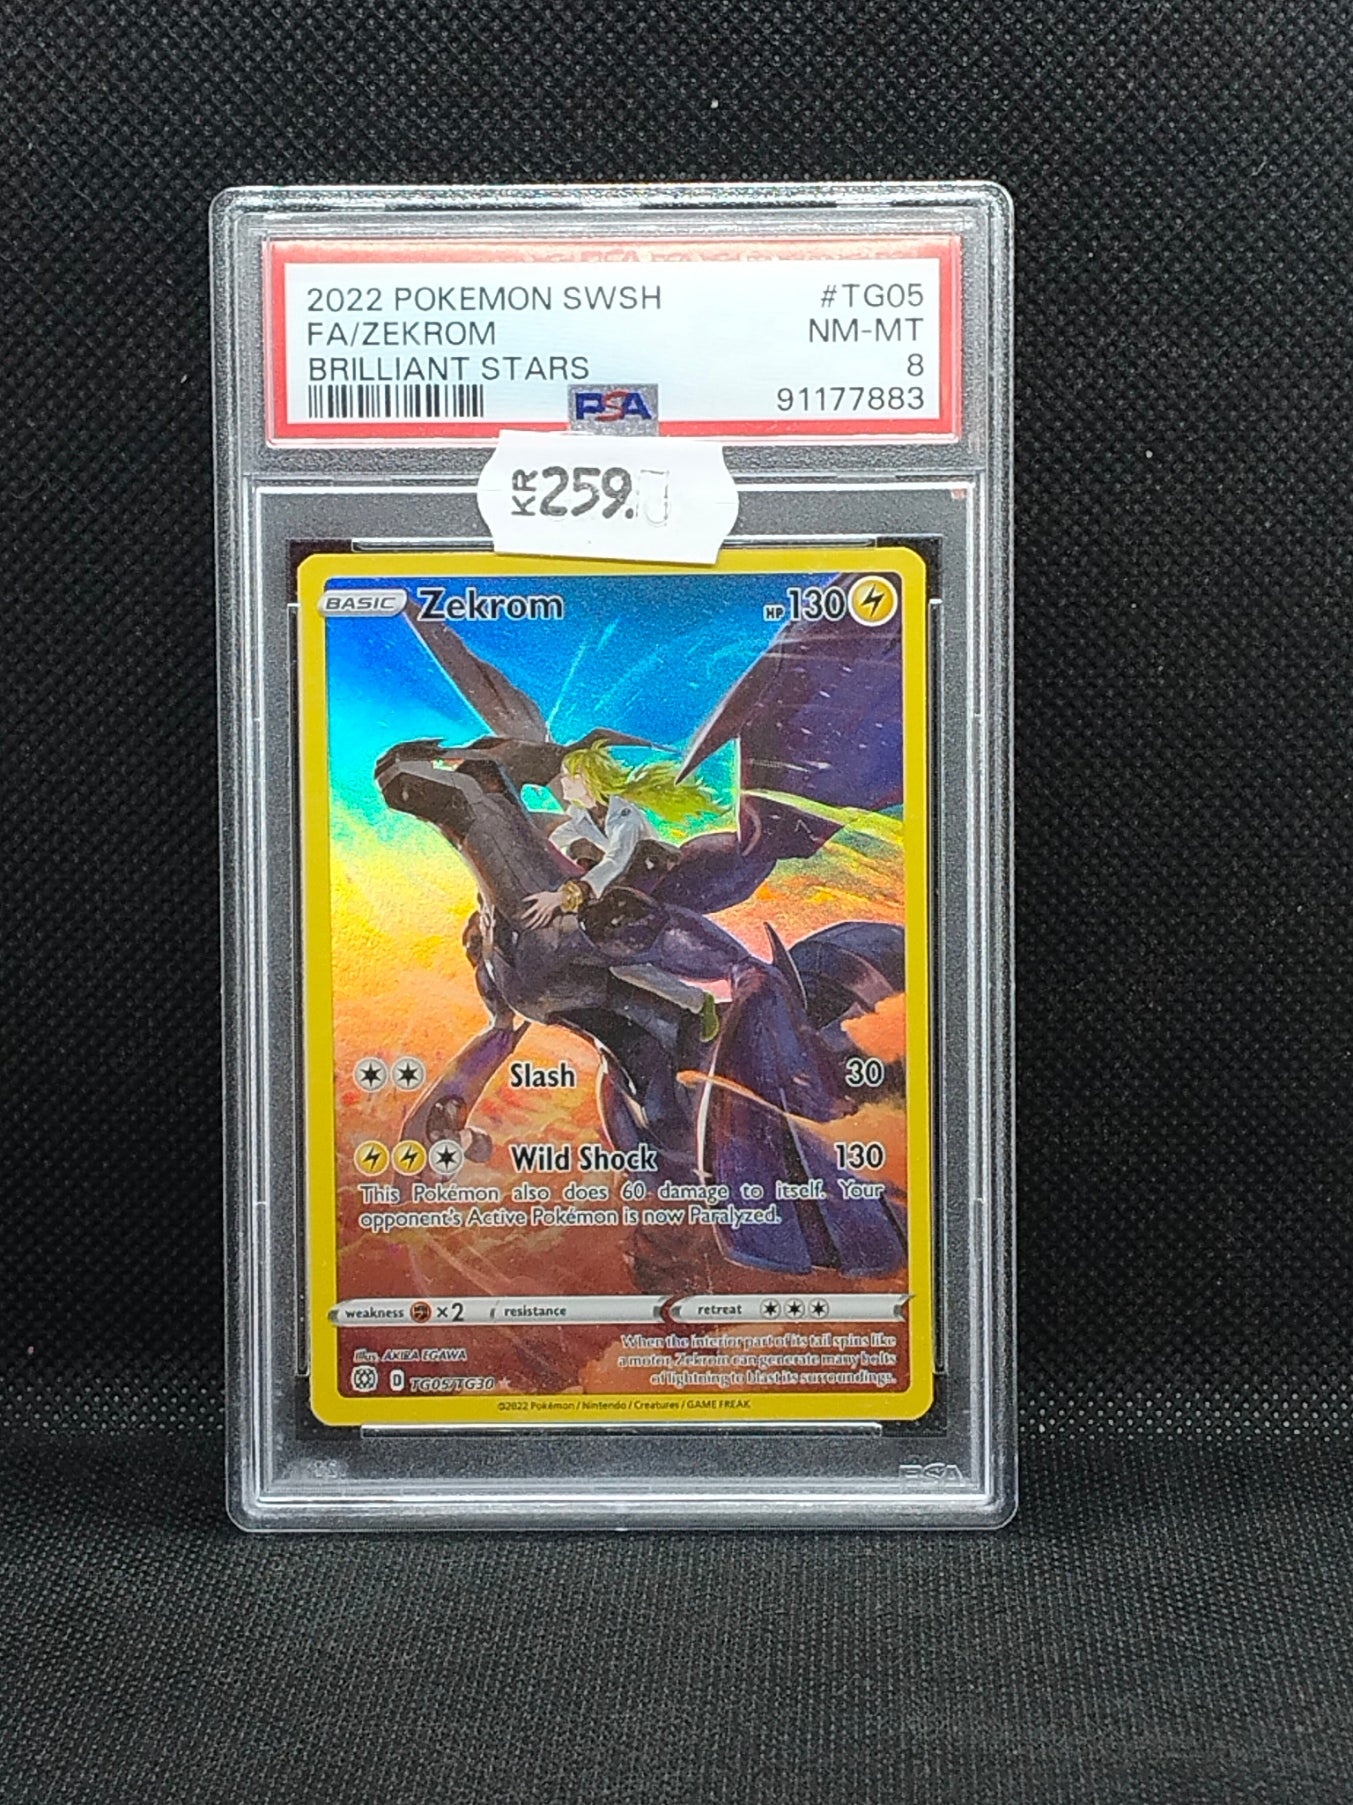 2022 POKEMON SWSH #TG05
FA/ZEKROM NM-MT
BRILLIANT STARS 8
PSA 91177883
KR 259.
BASIC Zekrom HP 130
Slash 30
Wild Shock 130
This Pokémon also does 60 damage to itself. Your
opponent's Active Pokémon is now Paralyzed.
weakness ×2 resistance retreat
When the interior part of its tail spins like
a motor, Zekrom can generate many bolts
of lightning to blast its surroundings.
Illus. AKIRA EGAWA
D TG05/TG30
©2022 Pokémon / Nintendo / Creatures / GAME FREAK
PSA